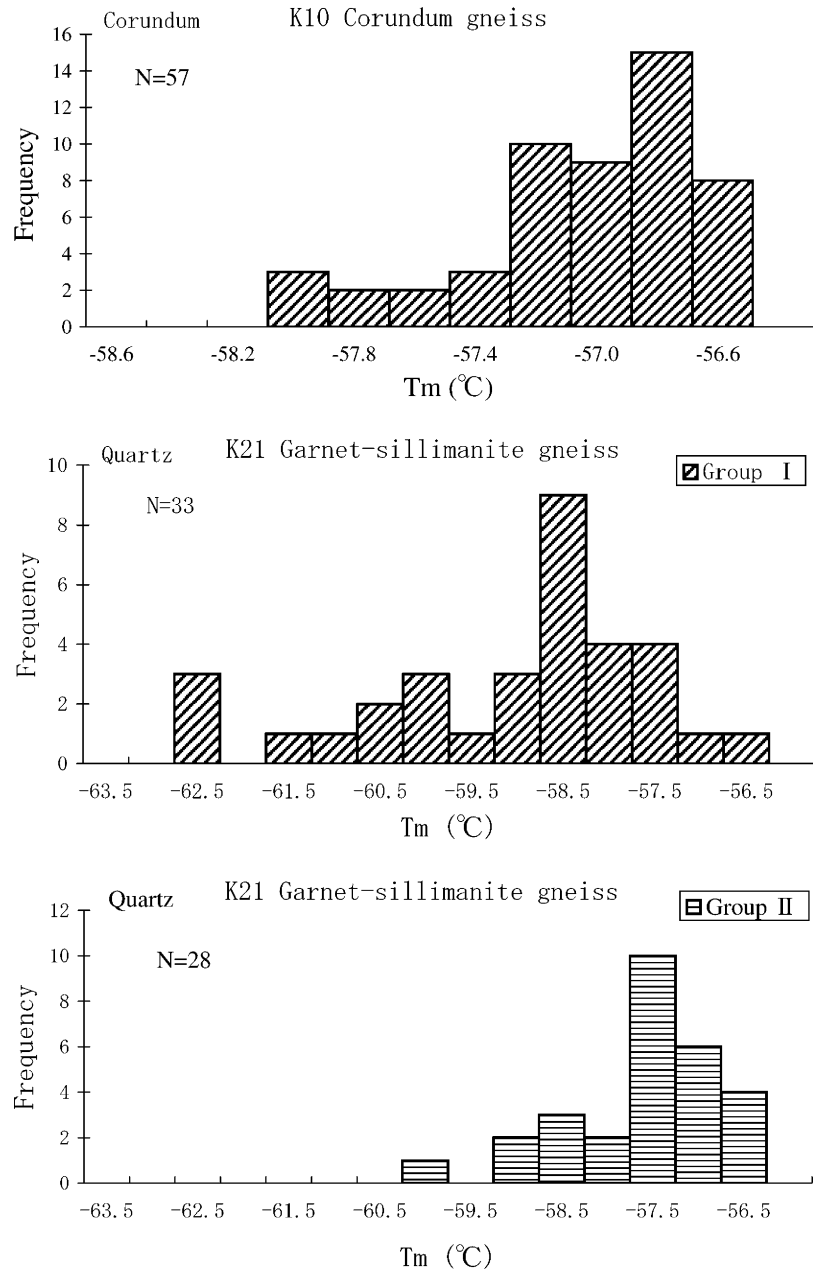 K10 Corundum gneiss
Corundum
N=57
16
14
12
10
8
6
4
2
0
Frequency
-58.6 -58.2 -57.8 -57.4 -57.0 -56.6
Tm (℃)
K21 Garnet-sillimanite gneiss
Quartz
Group Ⅰ
N=33
10
8
6
4
2
0
Frequency
-63.5 -62.5 -61.5 -60.5 -59.5 -58.5 -57.5 -56.5
Tm (℃)
K21 Garnet-sillimanite gneiss
Quartz
Group Ⅱ
N=28
12
10
8
6
4
2
0
Frequency
-63.5 -62.5 -61.5 -60.5 -59.5 -58.5 -57.5 -56.5
Tm (℃)